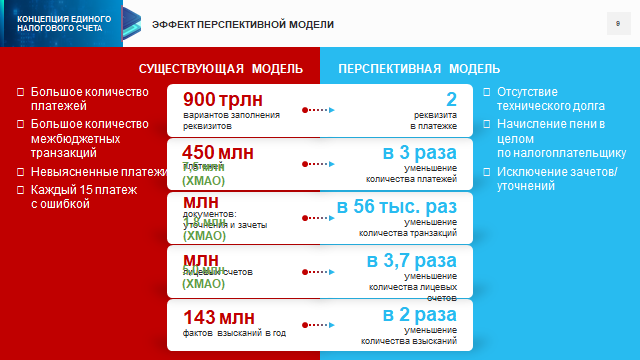 КОНЦЕПЦИЯ ЕДИНОГО
НАЛОГОВОГО СЧЕТА
ЭФФЕКТ ПЕРСПЕКТИВНОЙ МОДЕЛИ
9
СУЩЕСТВУЮЩАЯ МОДЕЛЬ
ПЕРСПЕКТИВНАЯ МОДЕЛЬ
Большое количество
платежей
Большое количество
межбюджетных
транзакций
Невыясненные платежи
Каждый 15 платеж
с ошибкой
900 трлн
вариантов заполнения
реквизитов
2
реквизита
в платежке
450 млн
(ХМАО)
в 3 раза
уменьшение
количества платежей
млн
документов:
уточнения и зачеты
(ХМАО)
в 56 тыс. раз
уменьшение
количества транзакций
млн
лицевых счетов
(ХМАО)
в 3,7 раза
уменьшение
количества лицевых
счетов
143 млн
фактов взысканий в год
в 2 раза
уменьшение
количества взысканий
Отсутствие
технического долга
Начисление пени в
целом
по налогоплательщику
Исключение зачетов/
уточнений